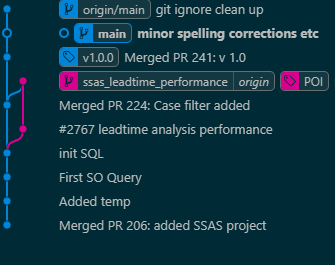 origin/main git ignore clean up
main minor spelling corrections etc
v1.0.0 Merged PR 241: v 1.0
ssas_leadtime_performance origin POI
Merged PR 224: Case filter added
#2767 leadtime analysis performance
init SQL
First SO Query
Added temp
Merged PR 206: added SSAS project